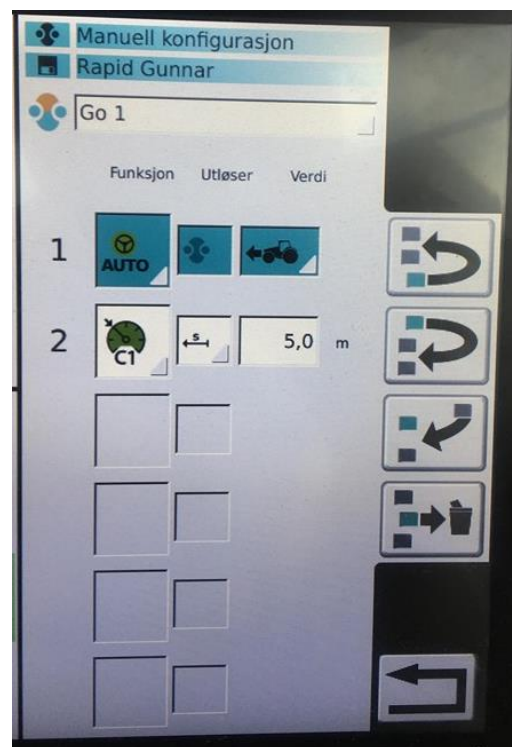 Manuell konfigurasjon
Rapid Gunnar
Go 1
Funksjon Utløser Verdi
1 AUTO
2 C1 s 5,0 m